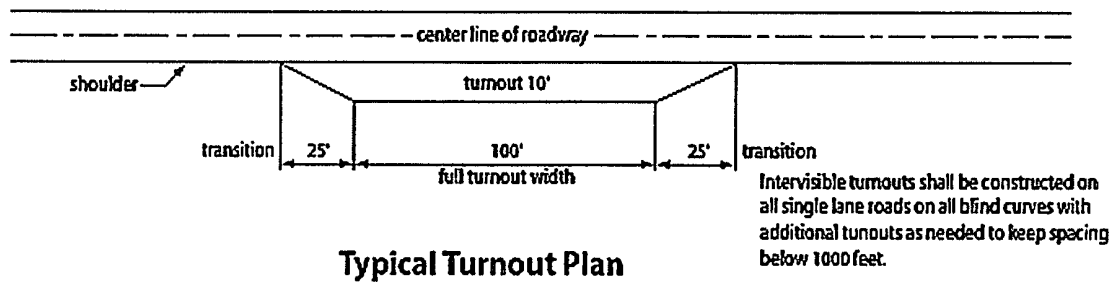 center line of roadway
shoulder
turnout 10'
transition 25' 100' 25' transition
full turnout width
Intervisible turnouts shall be constructed on
all single lane roads on all blind curves with
additional tunouts as needed to keep spacing
below 1000 feet.
Typical Turnout Plan